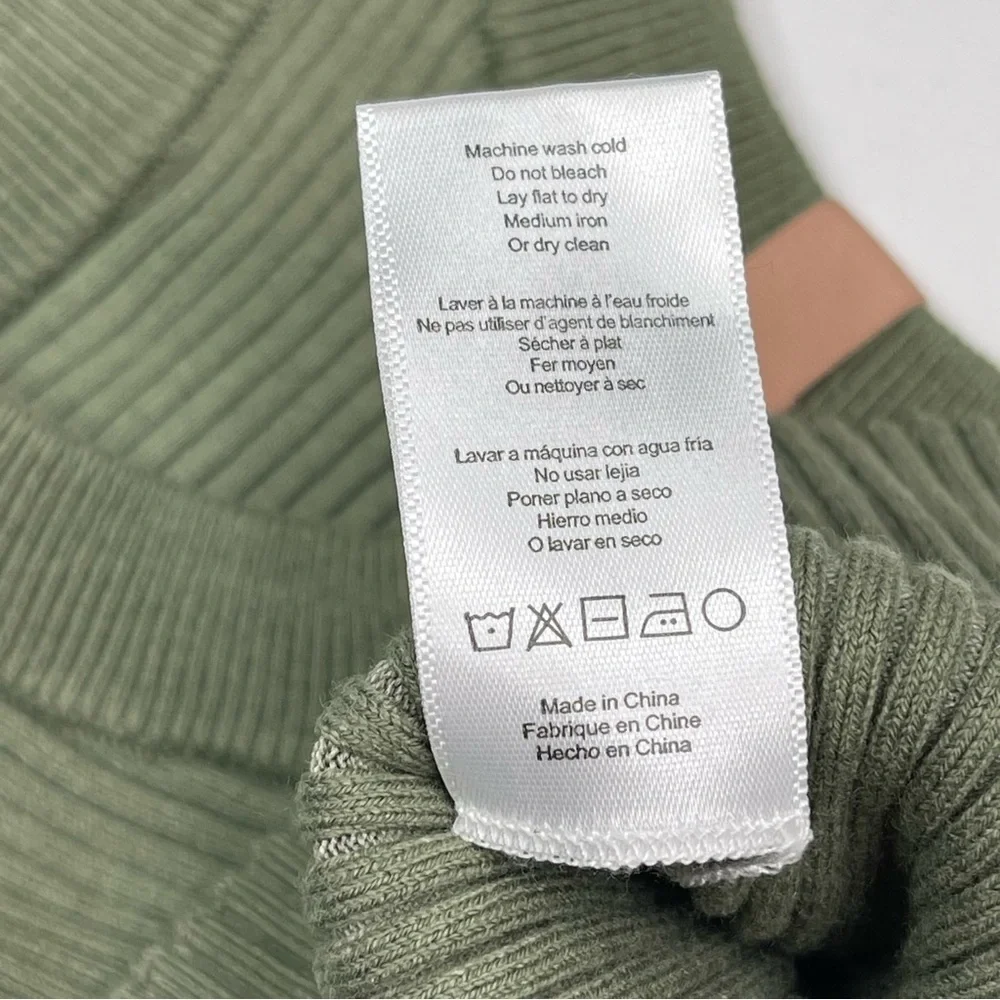 Machine wash cold
Do not bleach
Lay flat to dry
Medium iron
Or dry clean
Laver à la machine à l'eau froide
Ne pas utiliser d'agent de blanchiment
Sécher à plat
Fer moyen
Ou nettoyer à sec
Lavar a máquina con agua fría
No usar lejia
Poner plano a seco
Hierro medio
O lavar en seco
Made in China
Fabrique en Chine
Hecho en China